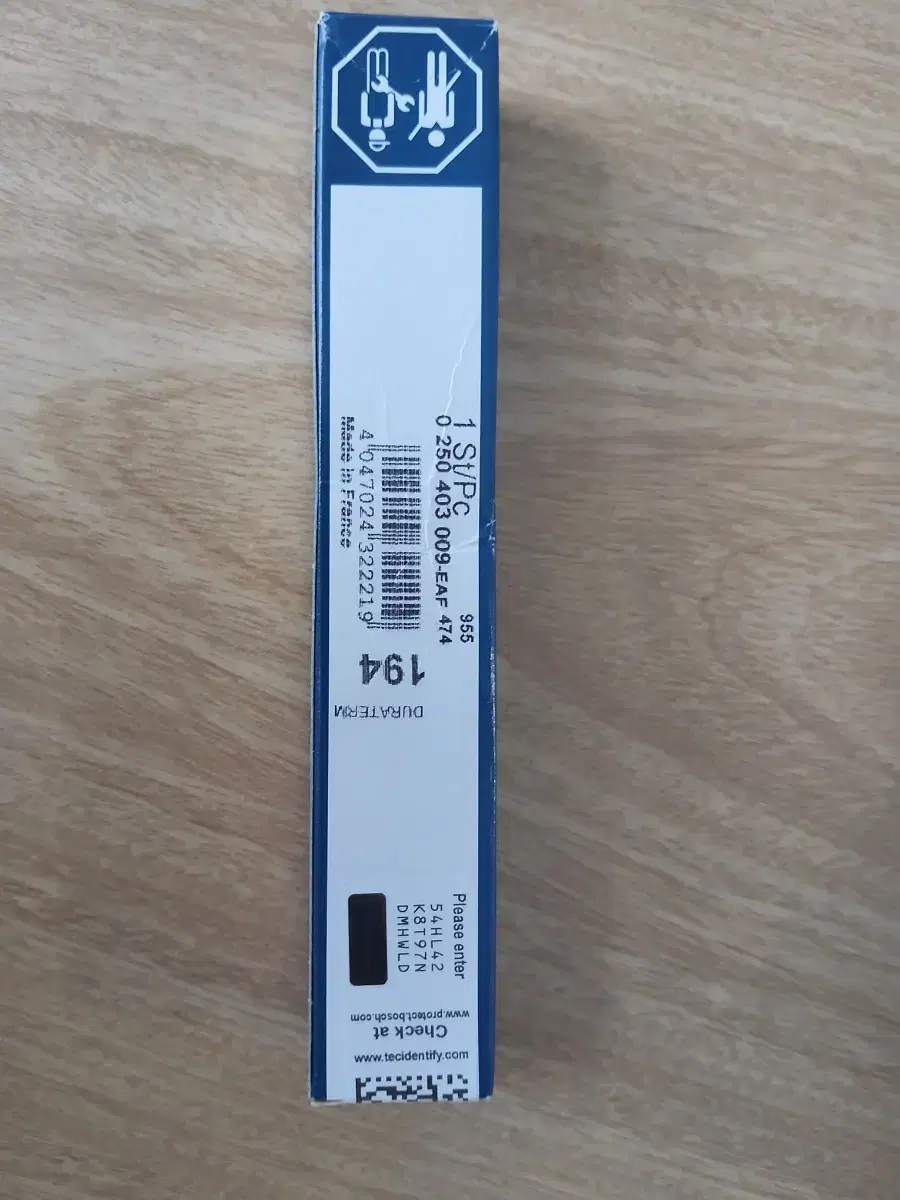 1 St/Pc
955
0 250 403 009-EAF 474
4 047024 322219
Made in France
194
DURATERM
Please enter
54HL42
K8T97N
DMHWLD
Check at
www.protect.bosch.com
www.tecidentify.com